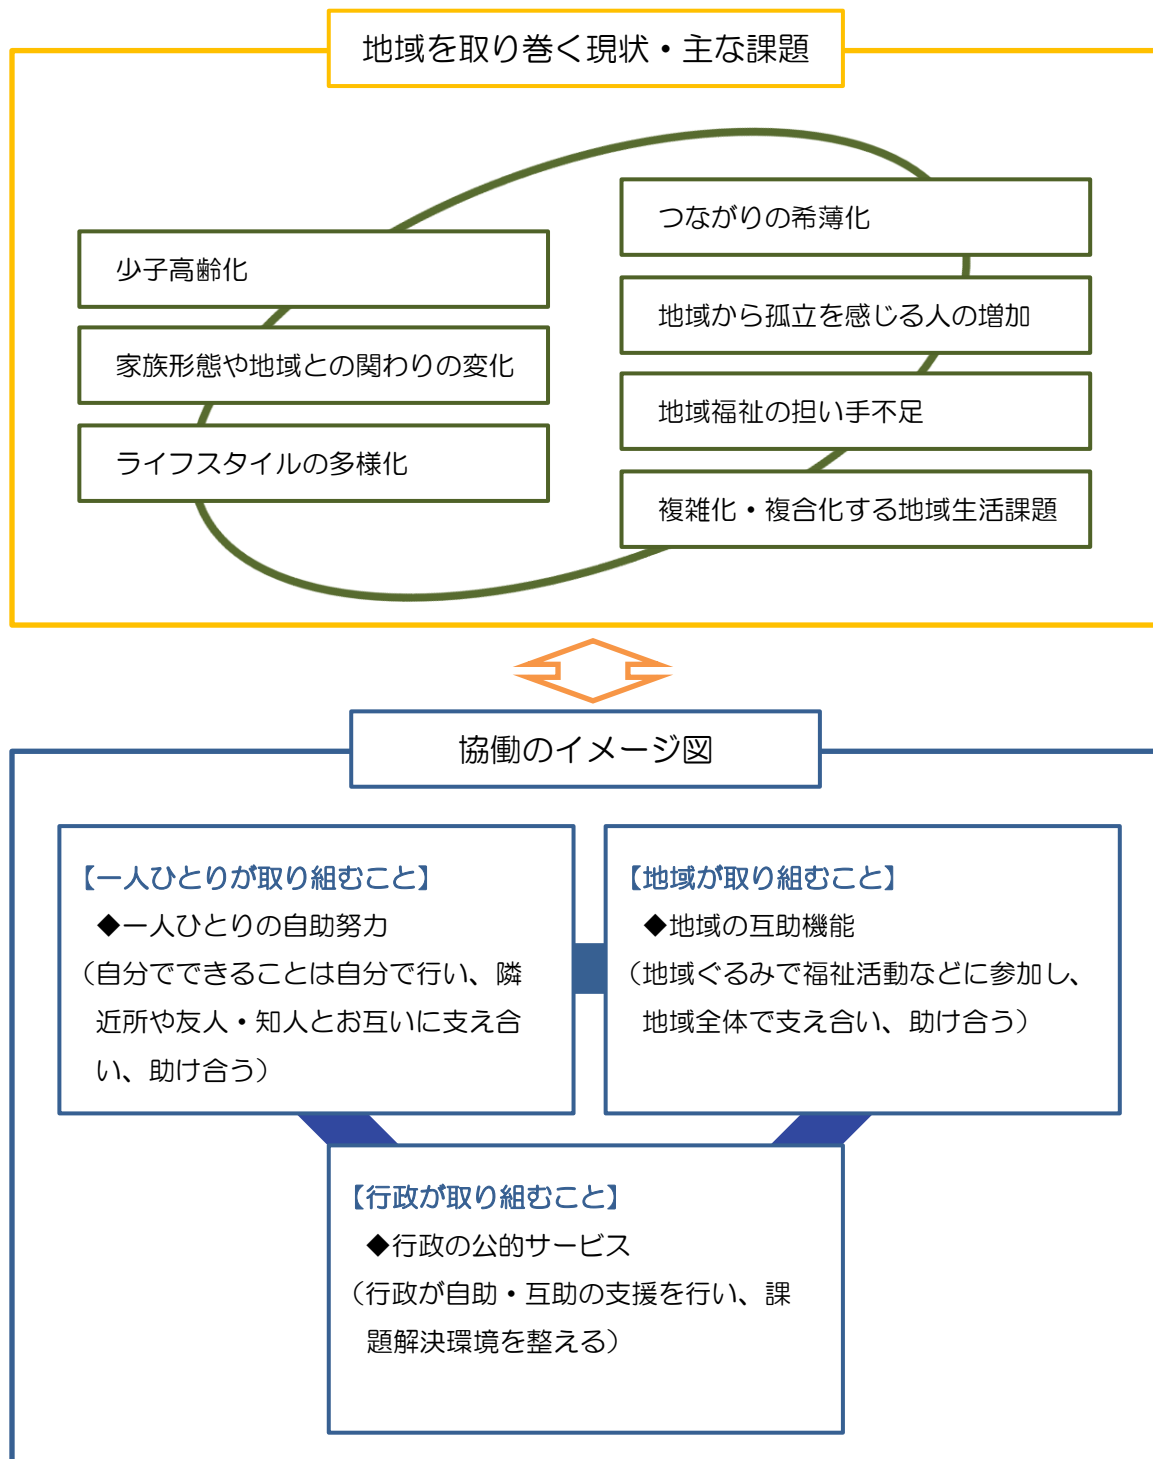 地域を取り巻く現状・主な課題
少子高齢化
家族形態や地域との関わりの変化
ライフスタイルの多様化
つながりの希薄化
地域から孤立を感じる人の増加
地域福祉の担い手不足
複雑化・複合化する地域生活課題
協働のイメージ図
【一人ひとりが取り組むこと】
◆一人ひとりの自助努力
（自分でできることは自分で行い、隣
近所や友人・知人とお互いに支え合
い、助け合う）
【地域が取り組むこと】
◆地域の互助機能
（地域ぐるみで福祉活動などに参加し、
地域全体で支え合い、助け合う）
【行政が取り組むこと】
◆行政の公的サービス
（行政が自助・互助の支援を行い、課
題解決環境を整える）